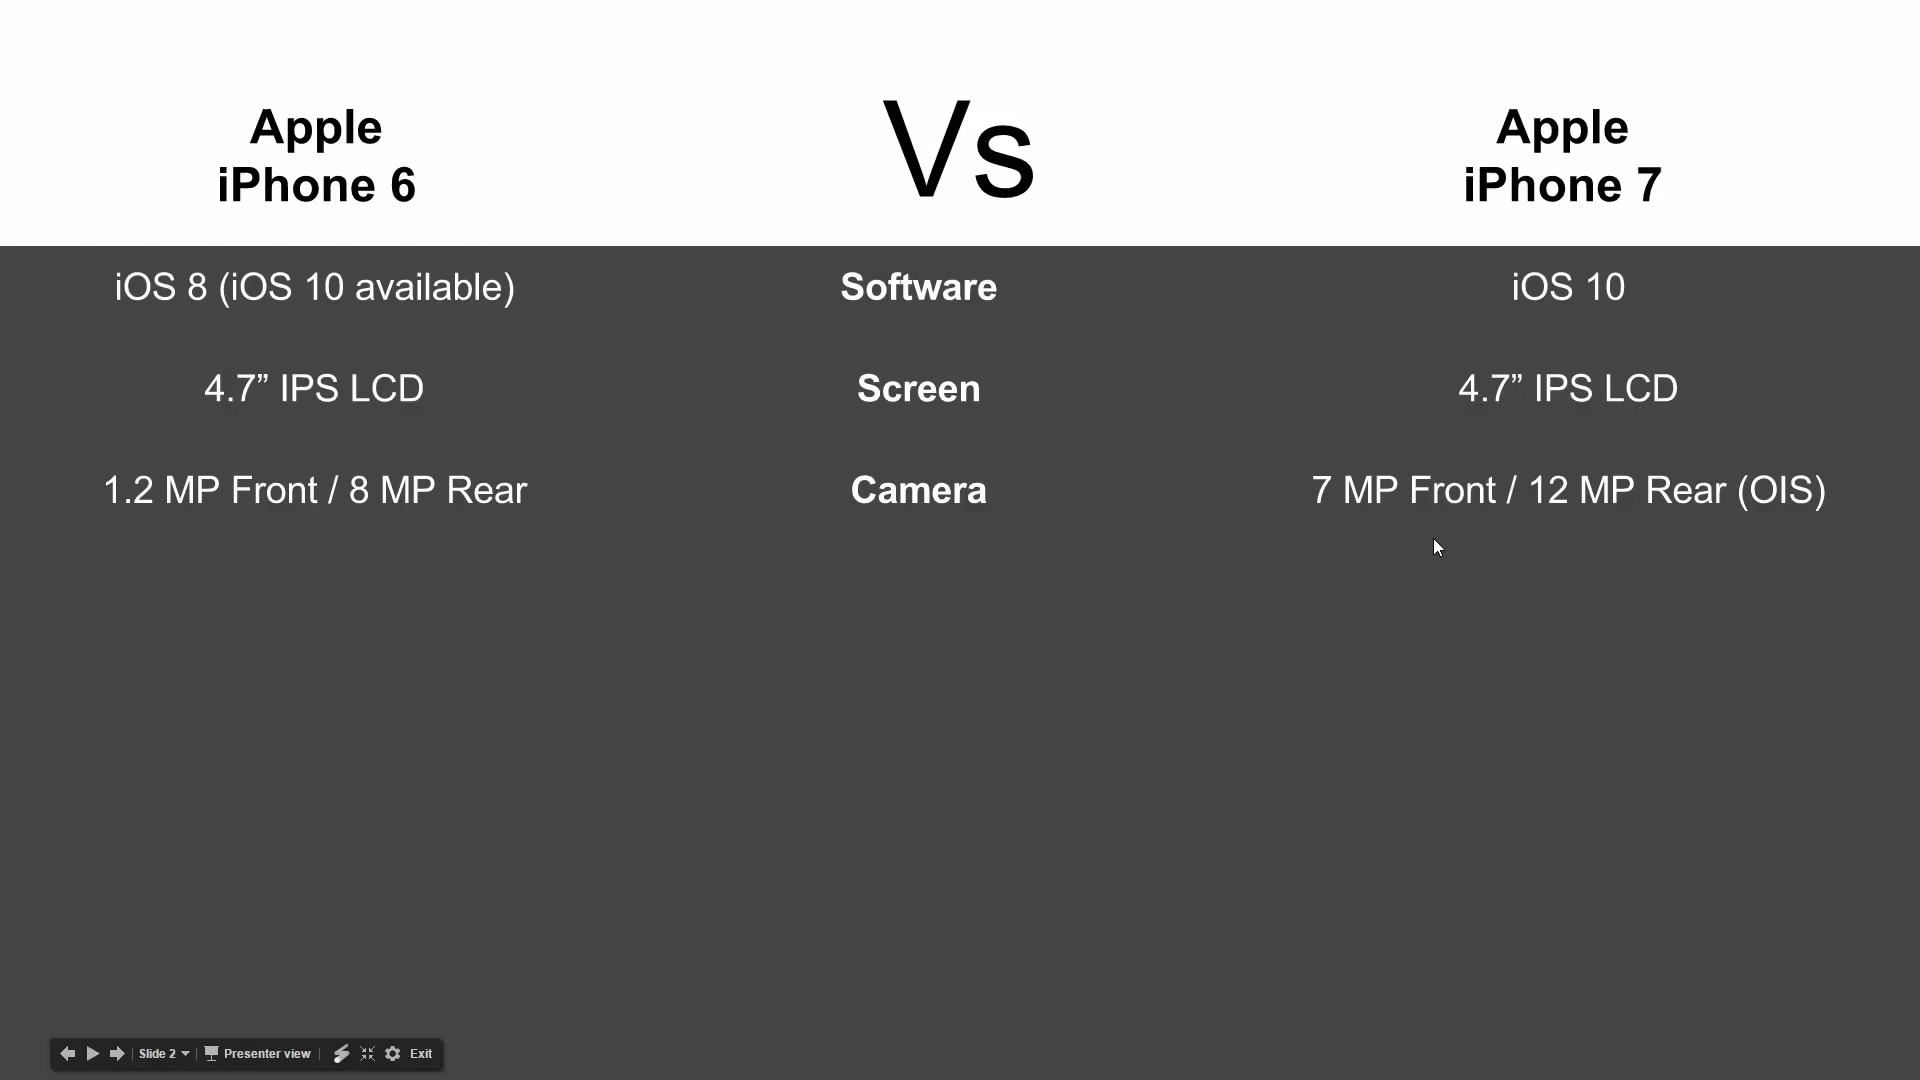 Apple
iPhone 6
Vs
Apple
iPhone 7
iOS 8 (iOS 10 available)
Software
iOS 10
4.7” IPS LCD
Screen
4.7” IPS LCD
1.2 MP Front / 8 MP Rear
Camera
7 MP Front / 12 MP Rear (OIS)
Slide 2
Presenter view
Exit